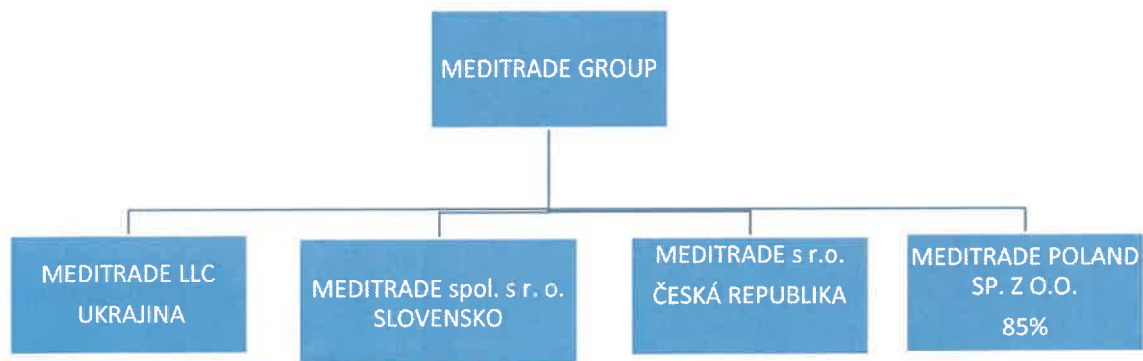 MEDITRADE GROUP
MEDITRADE LLC
UKRAJINA
MEDITRADE spol. s r. o.
SLOVENSKO
MEDITRADE s r.o.
ČESKÁ REPUBLIKA
MEDITRADE POLAND
SP. Z O.O.
85%